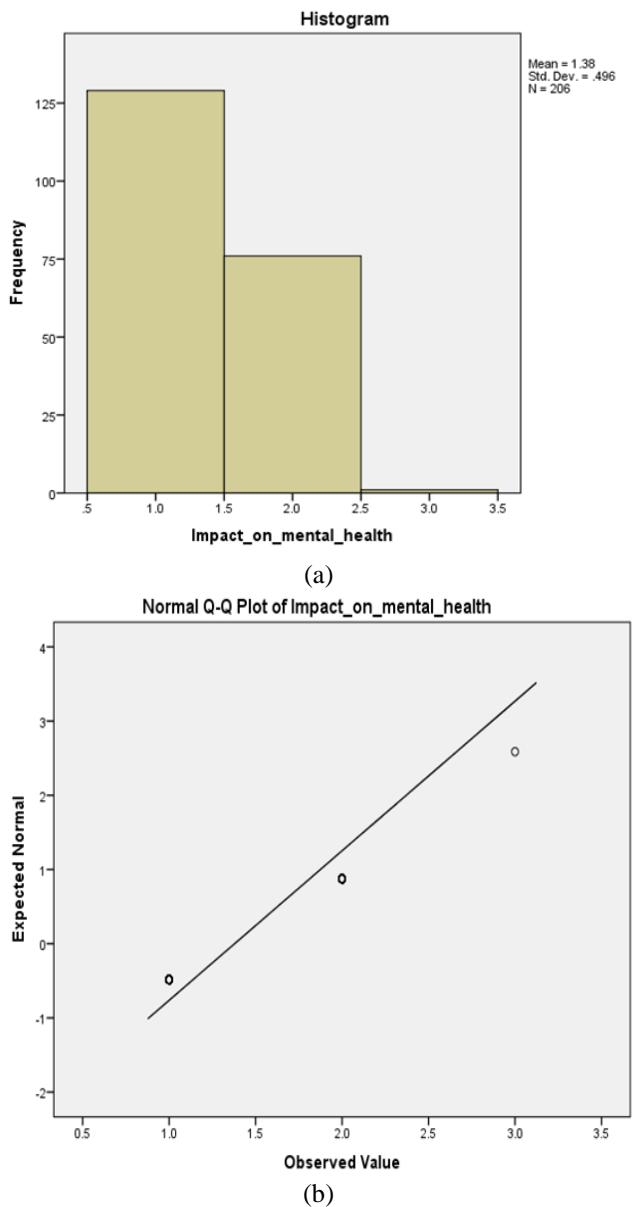 Histogram
Mean = 1.38
Std. Dev. = .496
N = 206
125
100
75
50
25
0
Frequency
.5 1.0 1.5 2.0 2.5 3.0 3.5
Impact_on_mental_health
(a)
Normal Q-Q Plot of Impact_on_mental_health
4
3
2
1
0
-1
-2
Expected Normal
0.5 1.0 1.5 2.0 2.5 3.0 3.5
Observed Value
(b)